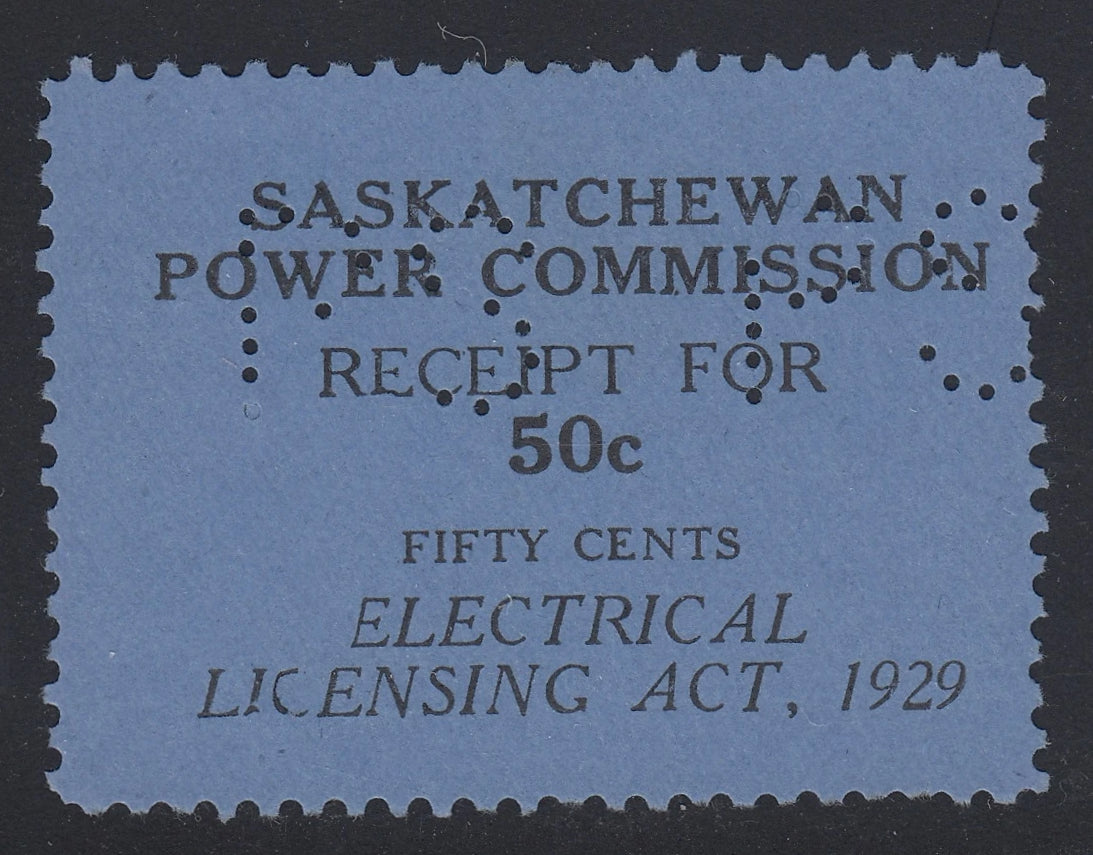 SASKATCHEWAN
POWER COMMISSION
RECEIPT FOR
50c
FIFTY CENTS
ELECTRICAL
LICENSING ACT, 1929